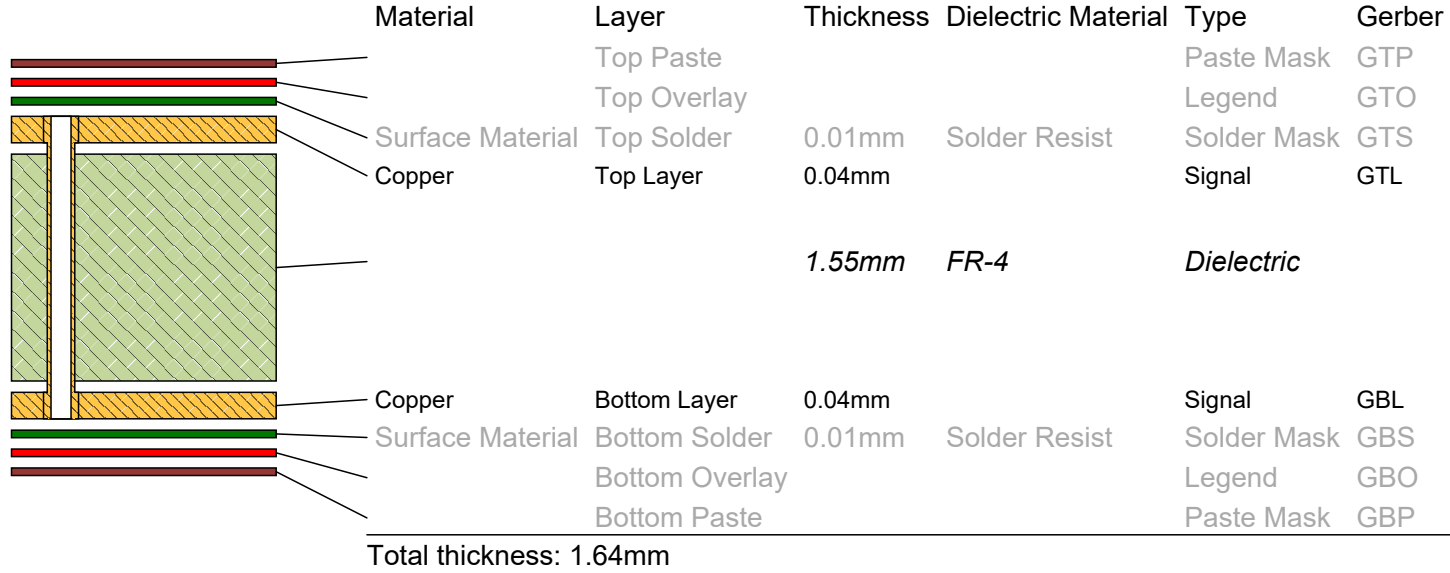 Material Layer Thickness Dielectric Material Type Gerber
Top Paste Paste Mask GTP
Top Overlay Legend GTO
Surface Material Top Solder 0.01mm Solder Resist Solder Mask GTS
Copper Top Layer 0.04mm Signal GTL
1.55mm FR-4 Dielectric
Copper Bottom Layer 0.04mm Signal GBL
Surface Material Bottom Solder 0.01mm Solder Resist Solder Mask GBS
Bottom Overlay Legend GBO
Bottom Paste Paste Mask GBP
Total thickness: 1.64mm